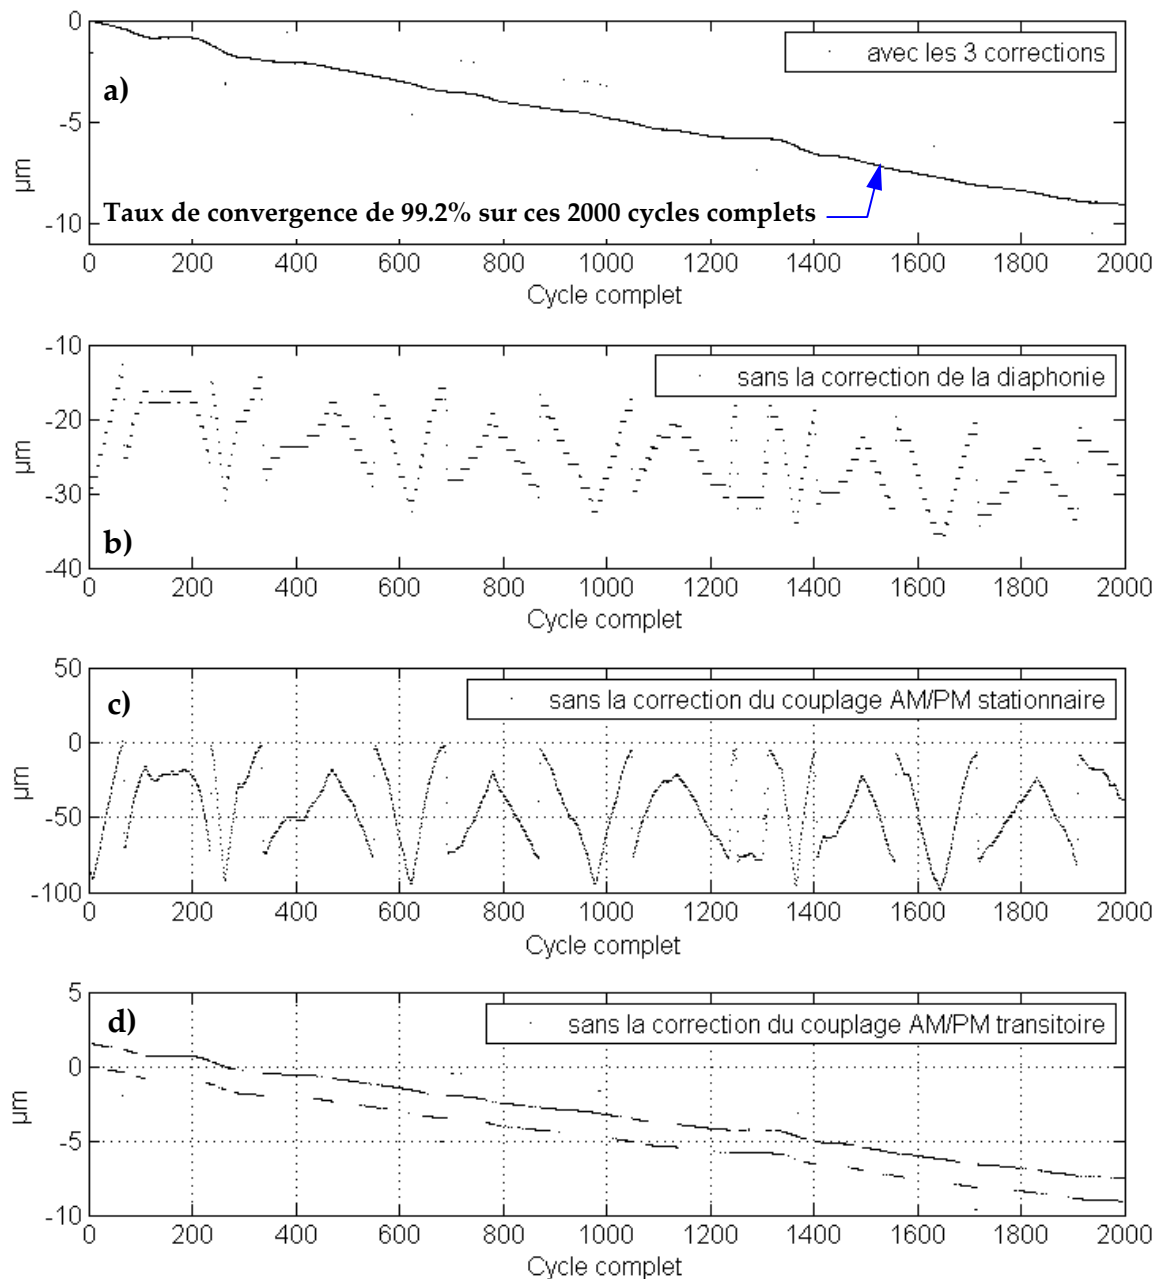 0
avec les 3 corrections
a)
-5
µm
Taux de convergence de 99.2% sur ces 2000 cycles complets
-10
0 200 400 600 800 1000 1200 1400 1600 1800 2000
Cycle complet
-10
sans la correction de la diaphonie
-20
µm
-30
b)
-40
0 200 400 600 800 1000 1200 1400 1600 1800 2000
Cycle complet
50
c)
sans la correction du couplage AM/PM stationnaire
0
µm
-50
-100
0 200 400 600 800 1000 1200 1400 1600 1800 2000
Cycle complet
5
d)
sans la correction du couplage AM/PM transitoire
0
µm
-5
-10
0 200 400 600 800 1000 1200 1400 1600 1800 2000
Cycle complet